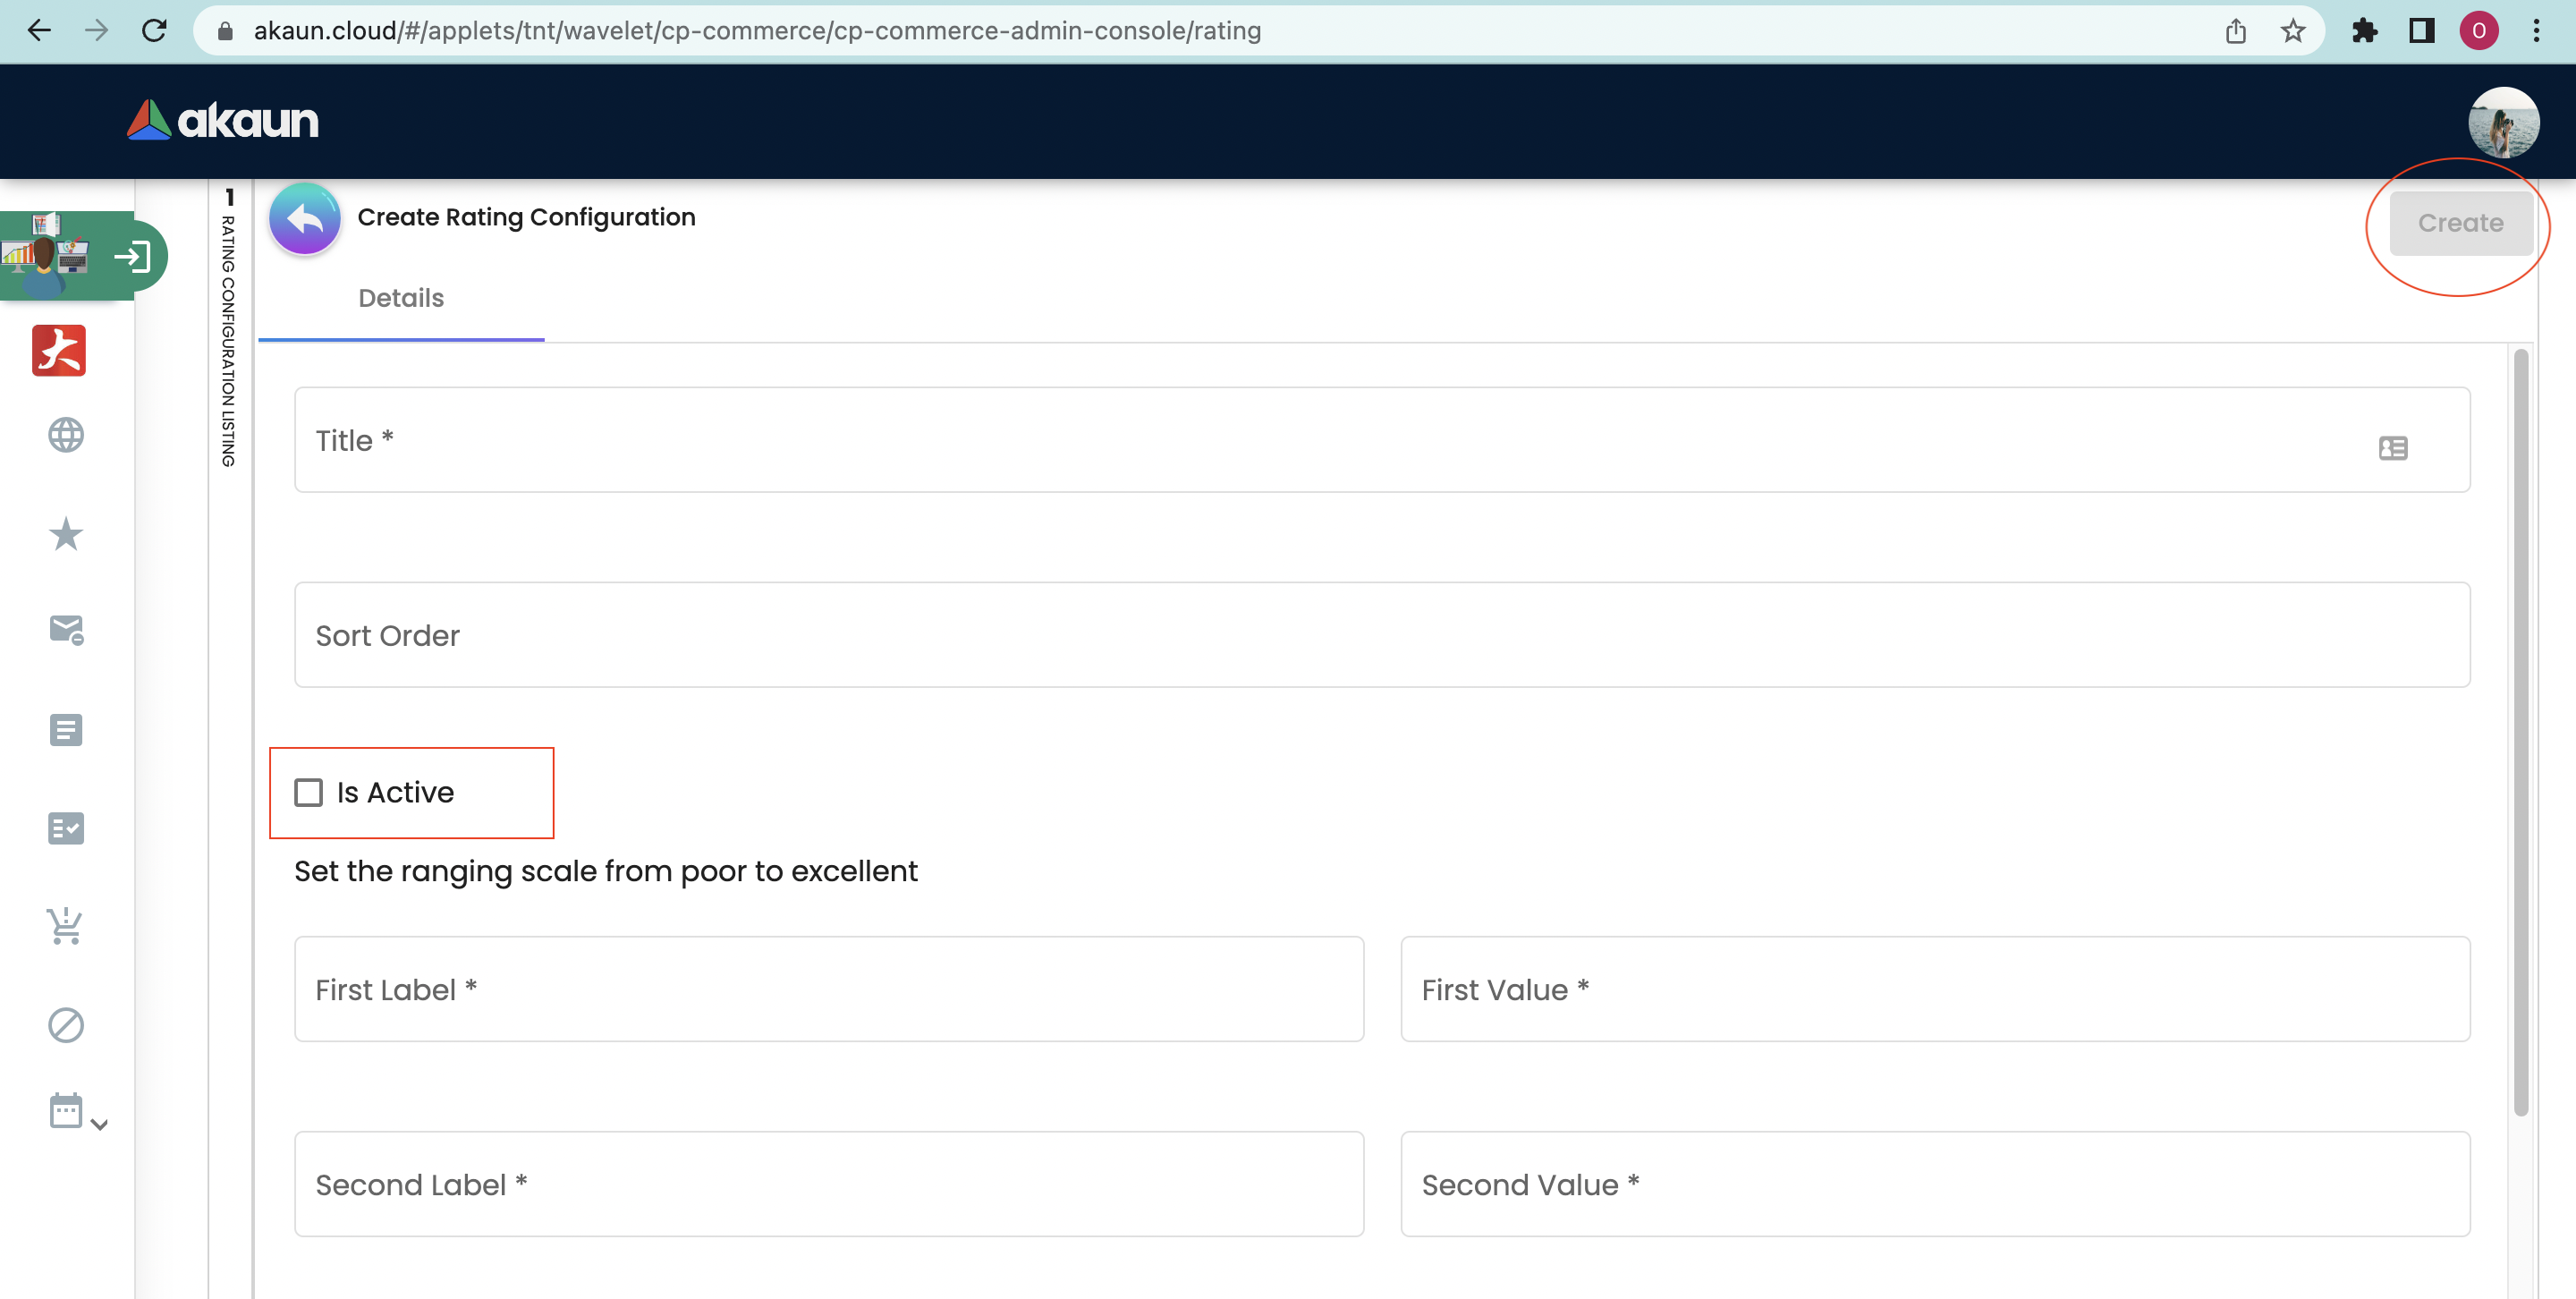 akaun.cloud/#/applets/tnt/wavelet/cp-commerce/cp-commerce-admin-console/rating
O
akaun
1
RATING CONFIGURATION LISTING
Create Rating Configuration
Create
Details
Title *
Sort Order
Is Active
Set the ranging scale from poor to excellent
First Label *
First Value *
Second Label *
Second Value *